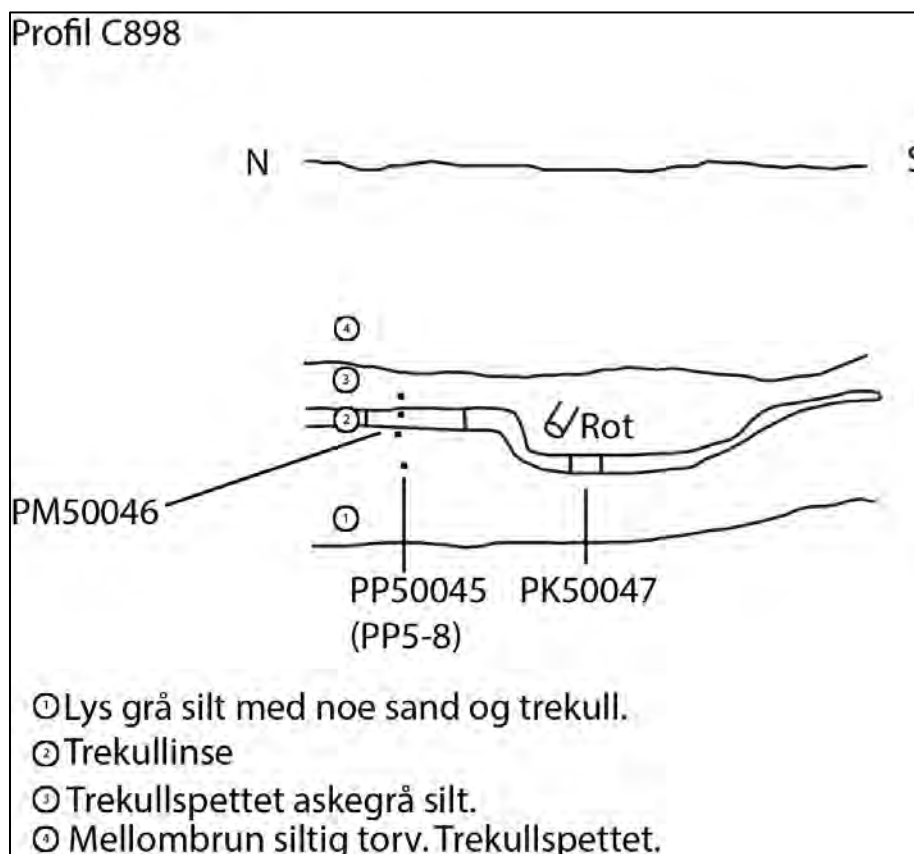 Profil C898
N S
④
③
②
Rot
PM50046
①
PP50045 PK50047
(PP5-8)
① Lys grå silt med noe sand og trekull.
② Trekullinse
③ Trekullspettet askegrå silt.
④ Mellombrun siltig torv. Trekullspettet.